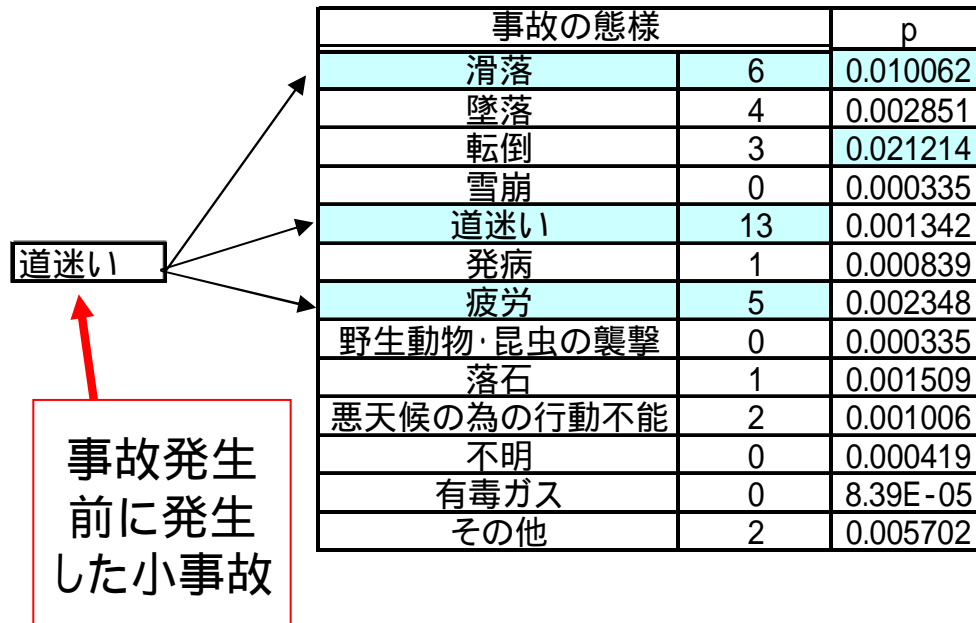 事故の態様 p
滑落 6 0.010062
墜落 4 0.002851
転倒 3 0.021214
雪崩 0 0.000335
道迷い 13 0.001342
発病 1 0.000839
疲労 5 0.002348
野生動物･昆虫の襲撃 0 0.000335
落石 1 0.001509
悪天候の為の行動不能 2 0.001006
不明 0 0.000419
有毒ガス 0 8.39E-05
その他 2 0.005702
道迷い
事故発生
前に発生
した小事故